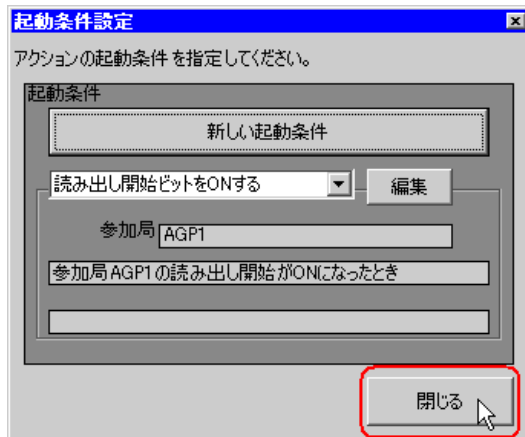 起動条件設定
アクションの起動条件を指定してください。
起動条件
新しい起動条件
読み出し開始ビットをONする
編集
参加局 AGP1
参加局AGP1の読み出し開始がONになったとき
閉じる